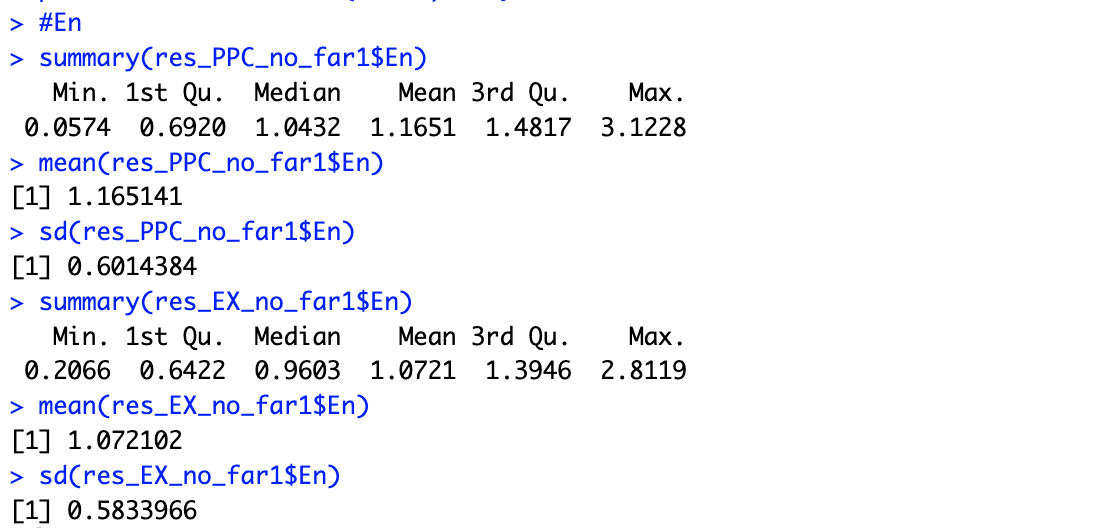 > #En
> summary(res_PPC_no_far1$En)
   Min. 1st Qu.  Median    Mean 3rd Qu.    Max.
 0.0574  0.6920  1.0432  1.1651  1.4817  3.1228
> mean(res_PPC_no_far1$En)
[1] 1.165141
> sd(res_PPC_no_far1$En)
[1] 0.6014384
> summary(res_EX_no_far1$En)
   Min. 1st Qu.  Median    Mean 3rd Qu.    Max.
 0.2066  0.6422  0.9603  1.0721  1.3946  2.8119
> mean(res_EX_no_far1$En)
[1] 1.072102
> sd(res_EX_no_far1$En)
[1] 0.5833966